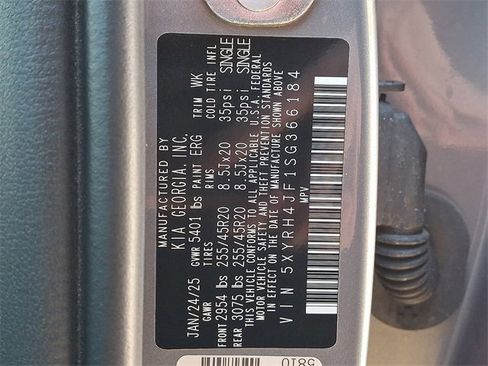 MANUFACTURED BY
KIA GEORGIA, INC.
JAN/24/25 GVWR 5401 lbs PAINT ERG TRIM WK
GAWR TIRES RIMS COLD TIRE INFL
FRONT 2954 lbs 255/45R20 8.5Jx20 35psi SINGLE
REAR 3075 lbs 255/45R20 8.5Jx20 35psi SINGLE
THIS VEHICLE CONFORMS TO ALL APPLICABLE U.S.A. FEDERAL
MOTOR VEHICLE SAFETY AND THEFT PREVENTION STANDARDS
IN EFFECT ON THE DATE OF MANUFACTURE SHOWN ABOVE
VIN 5XYRH4JF1SG366184
MPV
5810